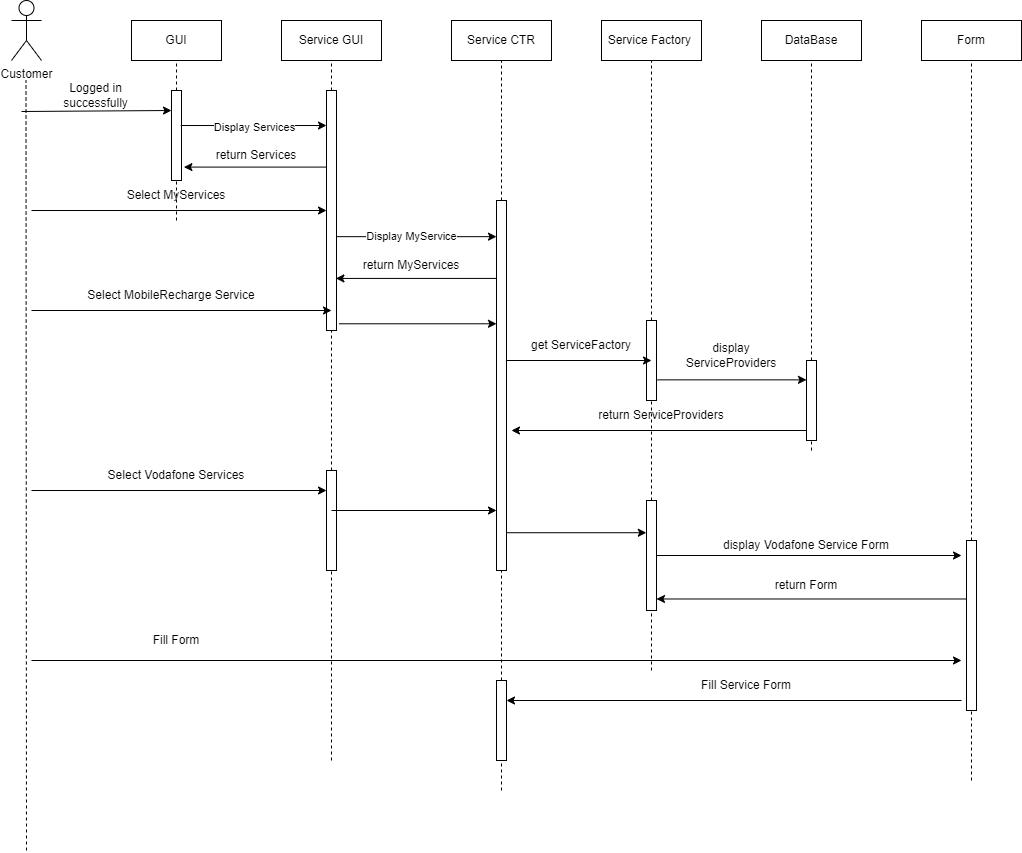 GUI
Service GUI
Service CTR
Service Factory
DataBase
Form
Customer
Logged in
successfully
Display Services
return Services
Select MyServices
Display MyService
return MyServices
Select MobileRecharge Service
get ServiceFactory
display
ServiceProviders
return ServiceProviders
Select Vodafone Services
display Vodafone Service Form
return Form
Fill Form
Fill Service Form